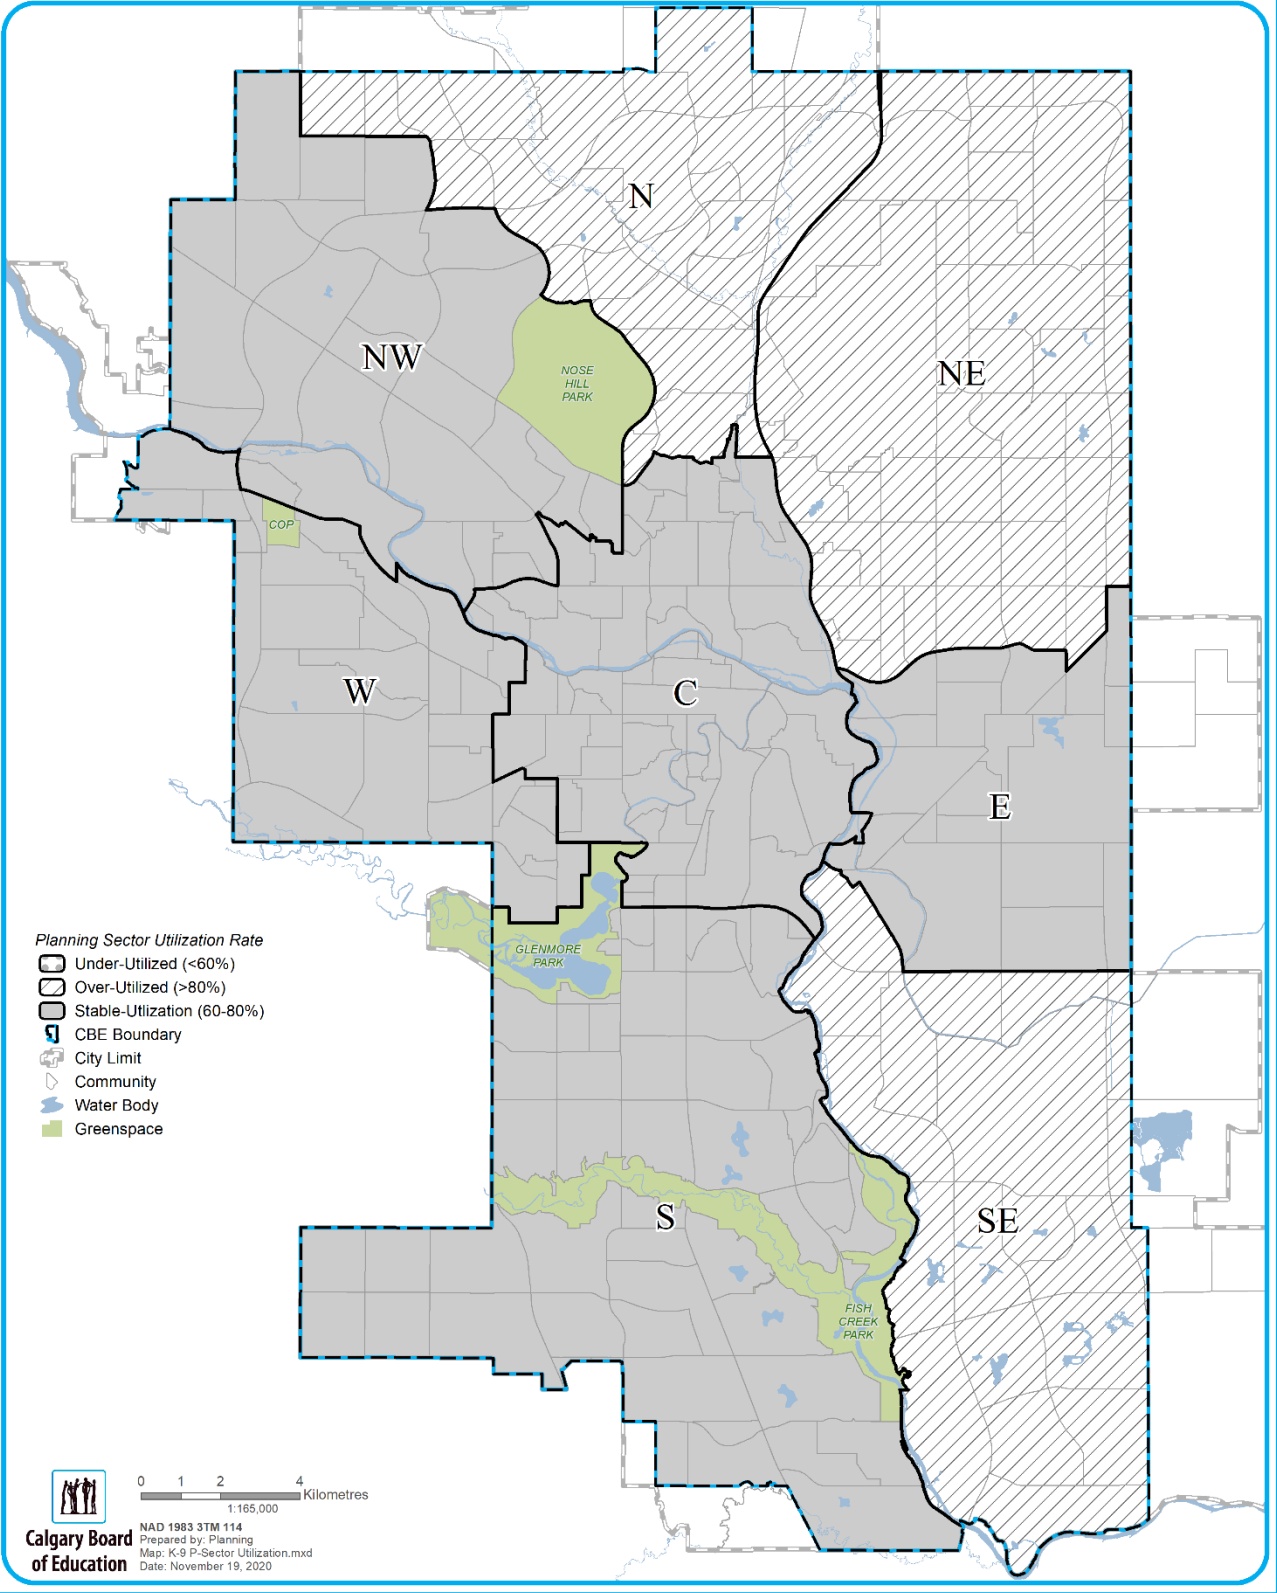 N
NW
NOSE
HILL
PARK
NE
COP
W
C
E
GLENMORE
PARK
Planning Sector Utilization Rate
Under-Utilized (<60%)
Over-Utilized (>80%)
Stable-Utlization (60-80%)
CBE Boundary
City Limit
Community
Water Body
Greenspace
S
SE
FISH
CREEK
PARK
0 1 2 4
Kilometres
1:165,000
Calgary Board
of Education
NAD 1983 3TM 114
Prepared by: Planning
Map: K-9 P-Sector Utilization.mxd
Date: November 19, 2020